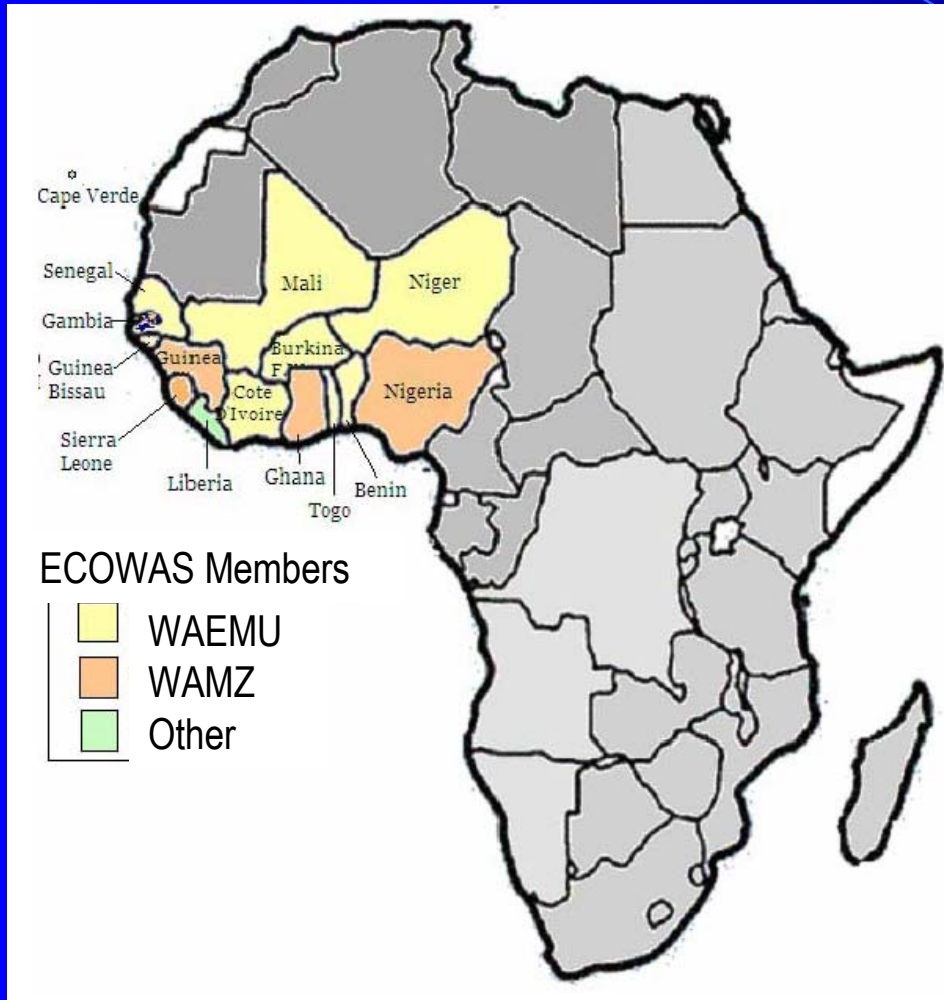 Cape Verde
Senegal
Mali
Niger
Gambia
Guinea
Bissau
Guinea
Burkina
Cote
D'Ivoire
Nigeria
Sierra
Leone
Liberia
Ghana
Togo
Benin
ECOWAS Members
WAEMU
WAMZ
Other